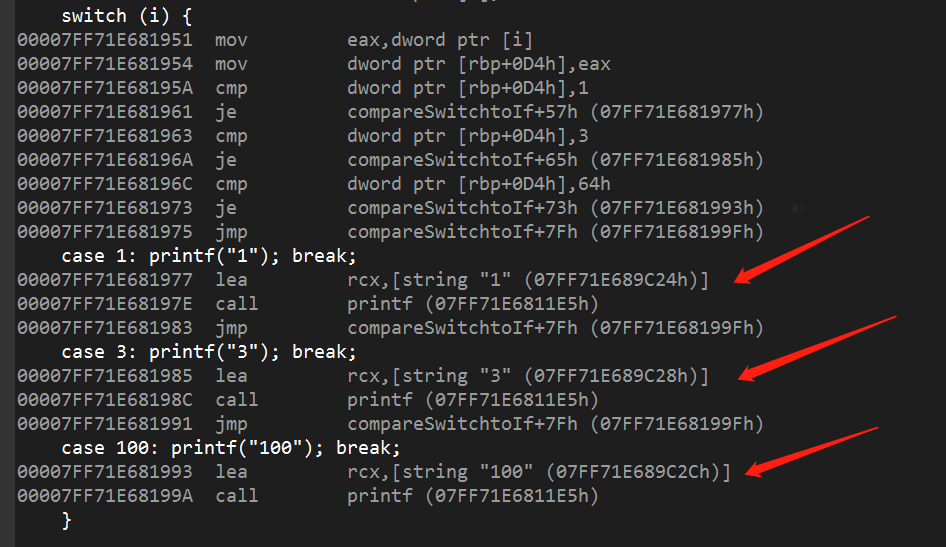 switch (i) {
00007FF71E681951 mov eax,dword ptr [i]
00007FF71E681954 mov dword ptr [rbp+0D4h],eax
00007FF71E68195A cmp dword ptr [rbp+0D4h],1
00007FF71E681961 je compareSwitchtoIf+57h (07FF71E681977h)
00007FF71E681963 cmp dword ptr [rbp+0D4h],3
00007FF71E68196A je compareSwitchtoIf+65h (07FF71E681985h)
00007FF71E68196C cmp dword ptr [rbp+0D4h],64h
00007FF71E681973 je compareSwitchtoIf+73h (07FF71E681993h)
00007FF71E681975 jmp compareSwitchtoIf+7Fh (07FF71E68199Fh)
case 1: printf("1"); break;
00007FF71E681977 lea rcx,[string "1" (07FF71E689C24h)]
00007FF71E68197E call printf (07FF71E6811E5h)
00007FF71E681983 jmp compareSwitchtoIf+7Fh (07FF71E68199Fh)
case 3: printf("3"); break;
00007FF71E681985 lea rcx,[string "3" (07FF71E689C28h)]
00007FF71E68198C call printf (07FF71E6811E5h)
00007FF71E681991 jmp compareSwitchtoIf+7Fh (07FF71E68199Fh)
case 100: printf("100"); break;
00007FF71E681993 lea rcx,[string "100" (07FF71E689C2Ch)]
00007FF71E68199A call printf (07FF71E6811E5h)
}